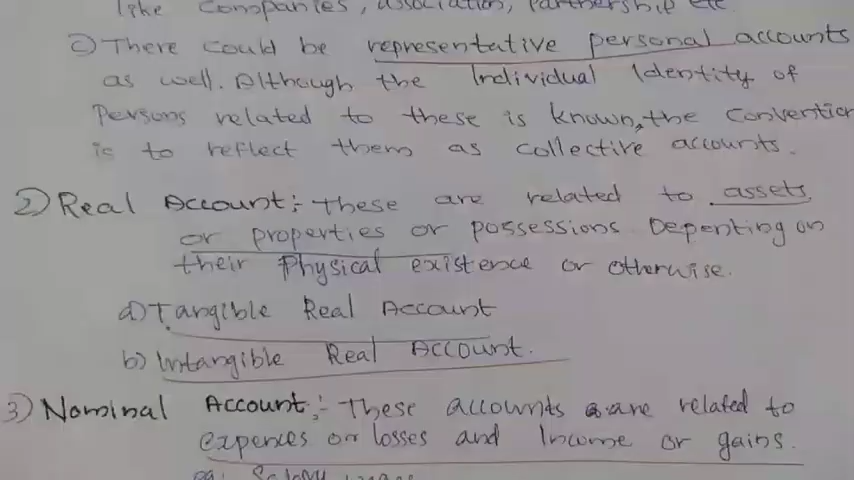 like companies, association, partnership etc
c) There could be representative personal accounts
as well. Although the Individual Identity of
Persons related to these is known, the convention
is to reflect them as collective accounts.
2) Real Account:- These are related to assets
or properties or possessions Depenting on
their Physical existence or otherwise.
a) Tangible Real Account
b) Intangible Real Account.
3) Nominal Account:- These accounts are related to
expences or losses and Income or gains.
eg: Salary